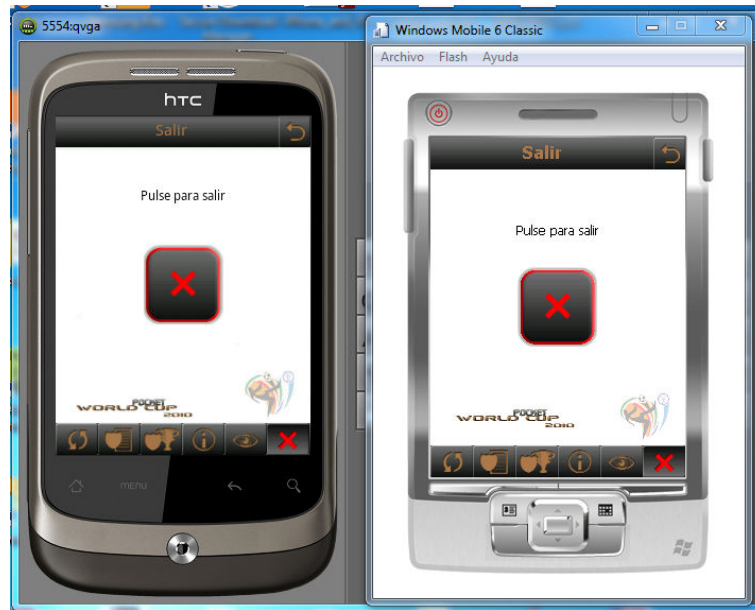 5554:qvga
hTC
Salir
Pulse para salir
POCKET
WORLD CUP
2010
MENU
Windows Mobile 6 Classic
Archivo Flash Ayuda
Salir
Pulse para salir
POCKET
WORLD CUP
2010